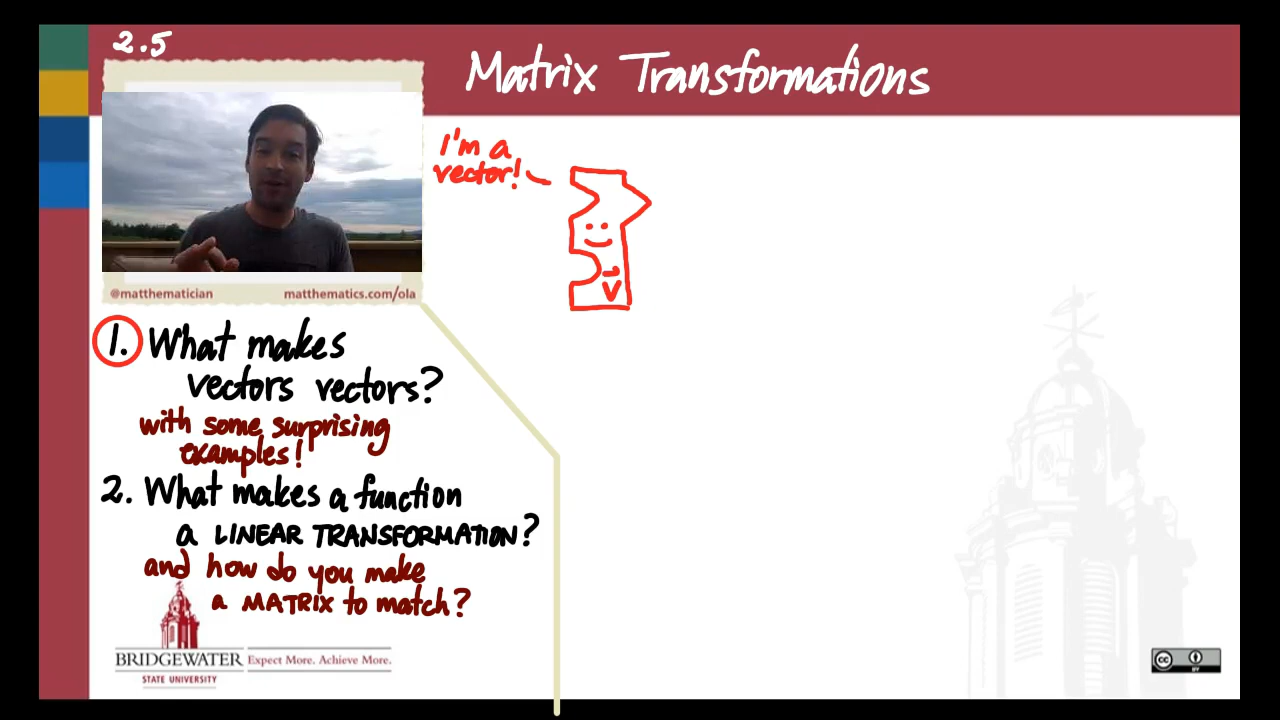 2.5
Matrix Transformations
I'm a
vector!
v
@matthematician
matthematics.com/ola
1. What makes
vectors vectors?
with some surprising
examples!
2. What makes a function
a LINEAR TRANSFORMATION?
and how do you make
a MATRIX to match?
BRIDGEWATER
STATE UNIVERSITY
Expect More. Achieve More.
cc
BY